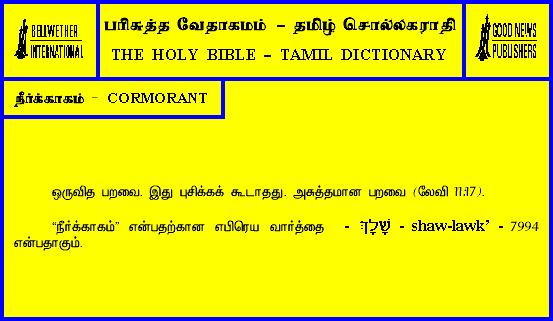 BELLWETHER
INTERNATIONAL
பரிசுத்த வேதாகமம் – தமிழ் சொல்லகராதி
THE HOLY BIBLE – TAMIL DICTIONARY
GOOD NEWS
PUBLISHERS
நீர்க்காகம் – CORMORANT
ஒருவித பறவை. இது புசிக்கக் கூடாதது. அசுத்தமான பறவை (லேவி 11:17).
“நீர்க்காகம்” என்பதற்கான எபிரெய வார்த்தை - שָׁלָךְ - shaw-lawk’ - 7994
என்பதாகும்.